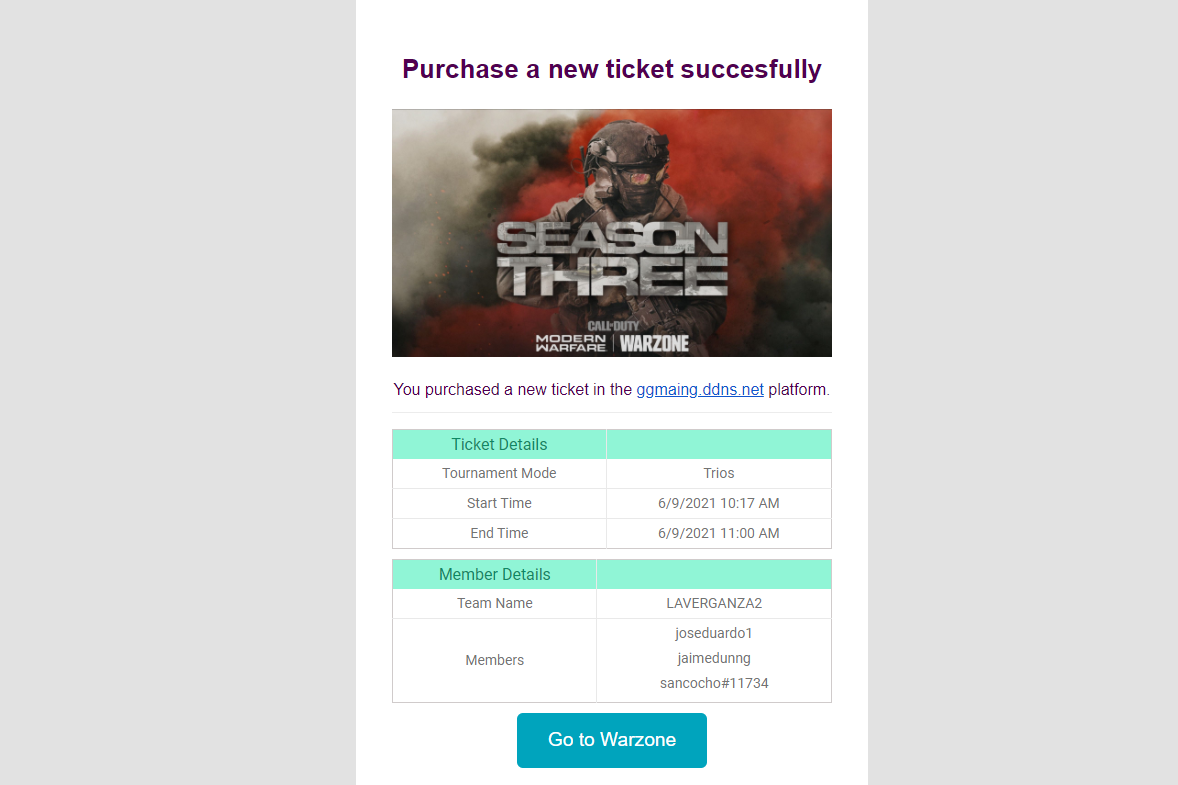 Purchase a new ticket succesfully
SEASON
THREE
CALL OF DUTY
MODERN
WARFARE
WARZONE
You purchased a new ticket in the ggmaing.ddns.net platform.
Ticket Details
Tournament Mode Trios
Start Time 6/9/2021 10:17 AM
End Time 6/9/2021 11:00 AM
Member Details
Team Name LAVERGANZA2
Members
joseduardo1
jaimedunng
sancocho#11734
Go to Warzone